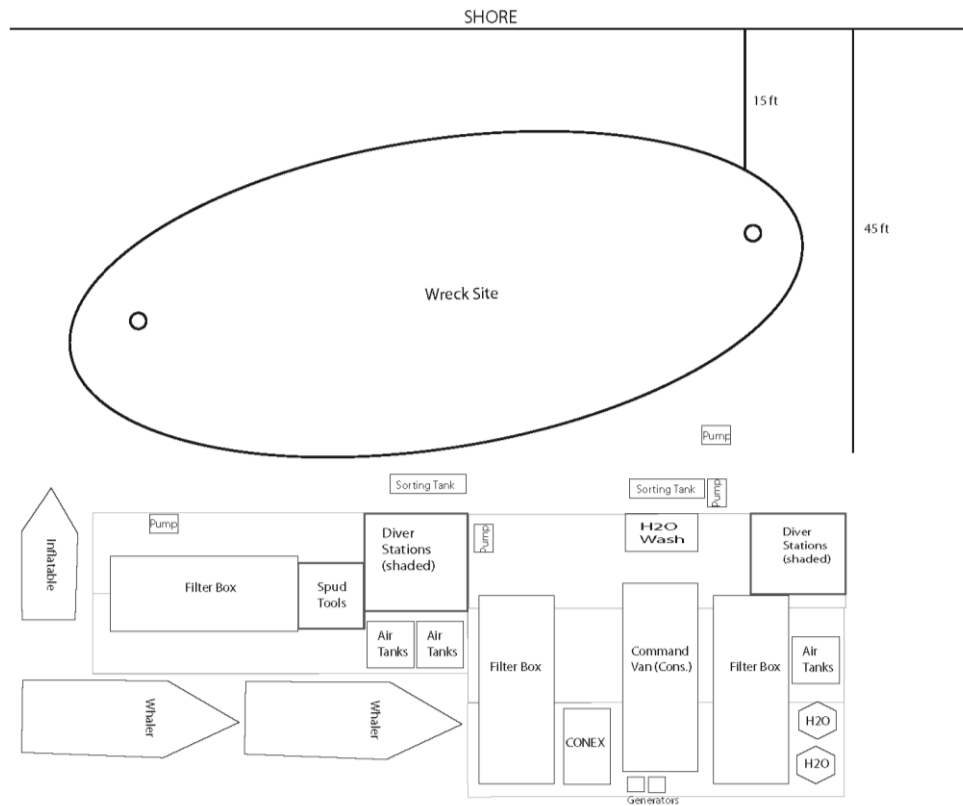 SHORE
15 ft
45 ft
Wreck Site
Pump
Sorting Tank
Sorting Tank
Pump
Inflatable
Pump
Diver
Stations
(shaded)
Pump
H2O
Wash
Diver
Stations
(shaded)
Filter Box
Spud
Tools
Air
Tanks
Air
Tanks
Filter Box
Command
Van (Cons.)
Filter Box
Air
Tanks
Whaler
Whaler
CONEX
H2O
H2O
Generators